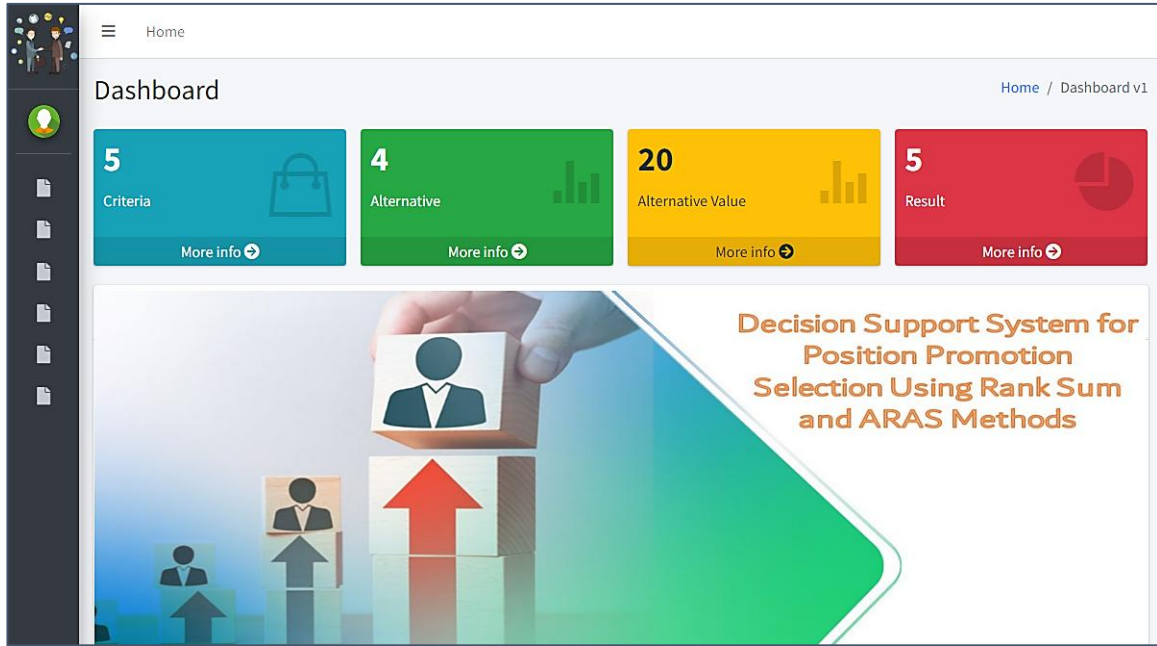 Home
Dashboard
Home / Dashboard v1
5
Criteria
More info
4
Alternative
More info
20
Alternative Value
More info
5
Result
More info
Decision Support System for
Position Promotion
Selection Using Rank Sum
and ARAS Methods